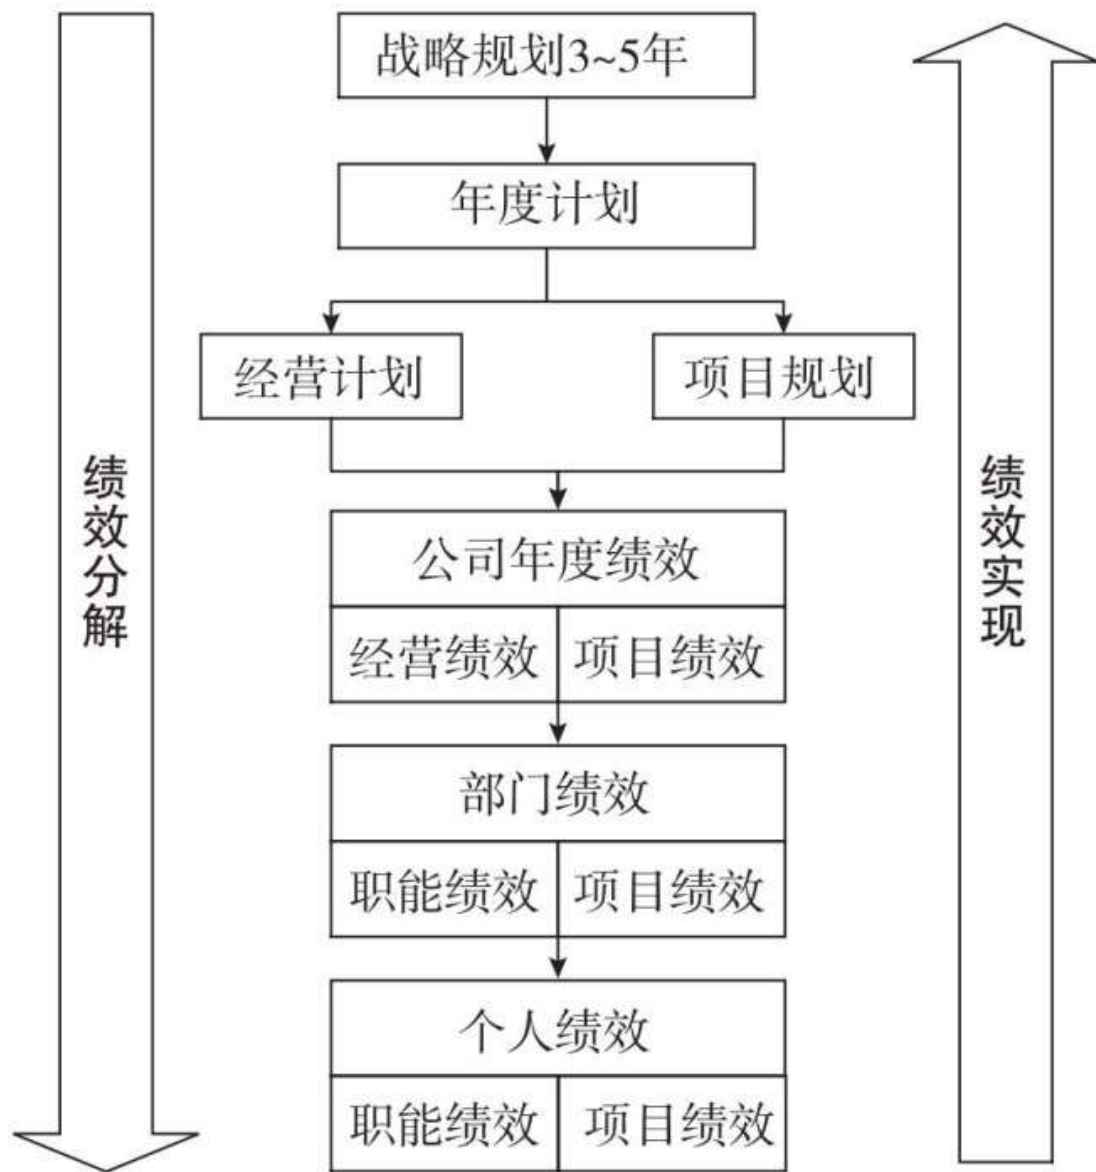 战略规划3~5年
年度计划
经营计划
项目规划
绩效分解
绩效实现
公司年度绩效
经营绩效
项目绩效
部门绩效
职能绩效
项目绩效
个人绩效
职能绩效
项目绩效